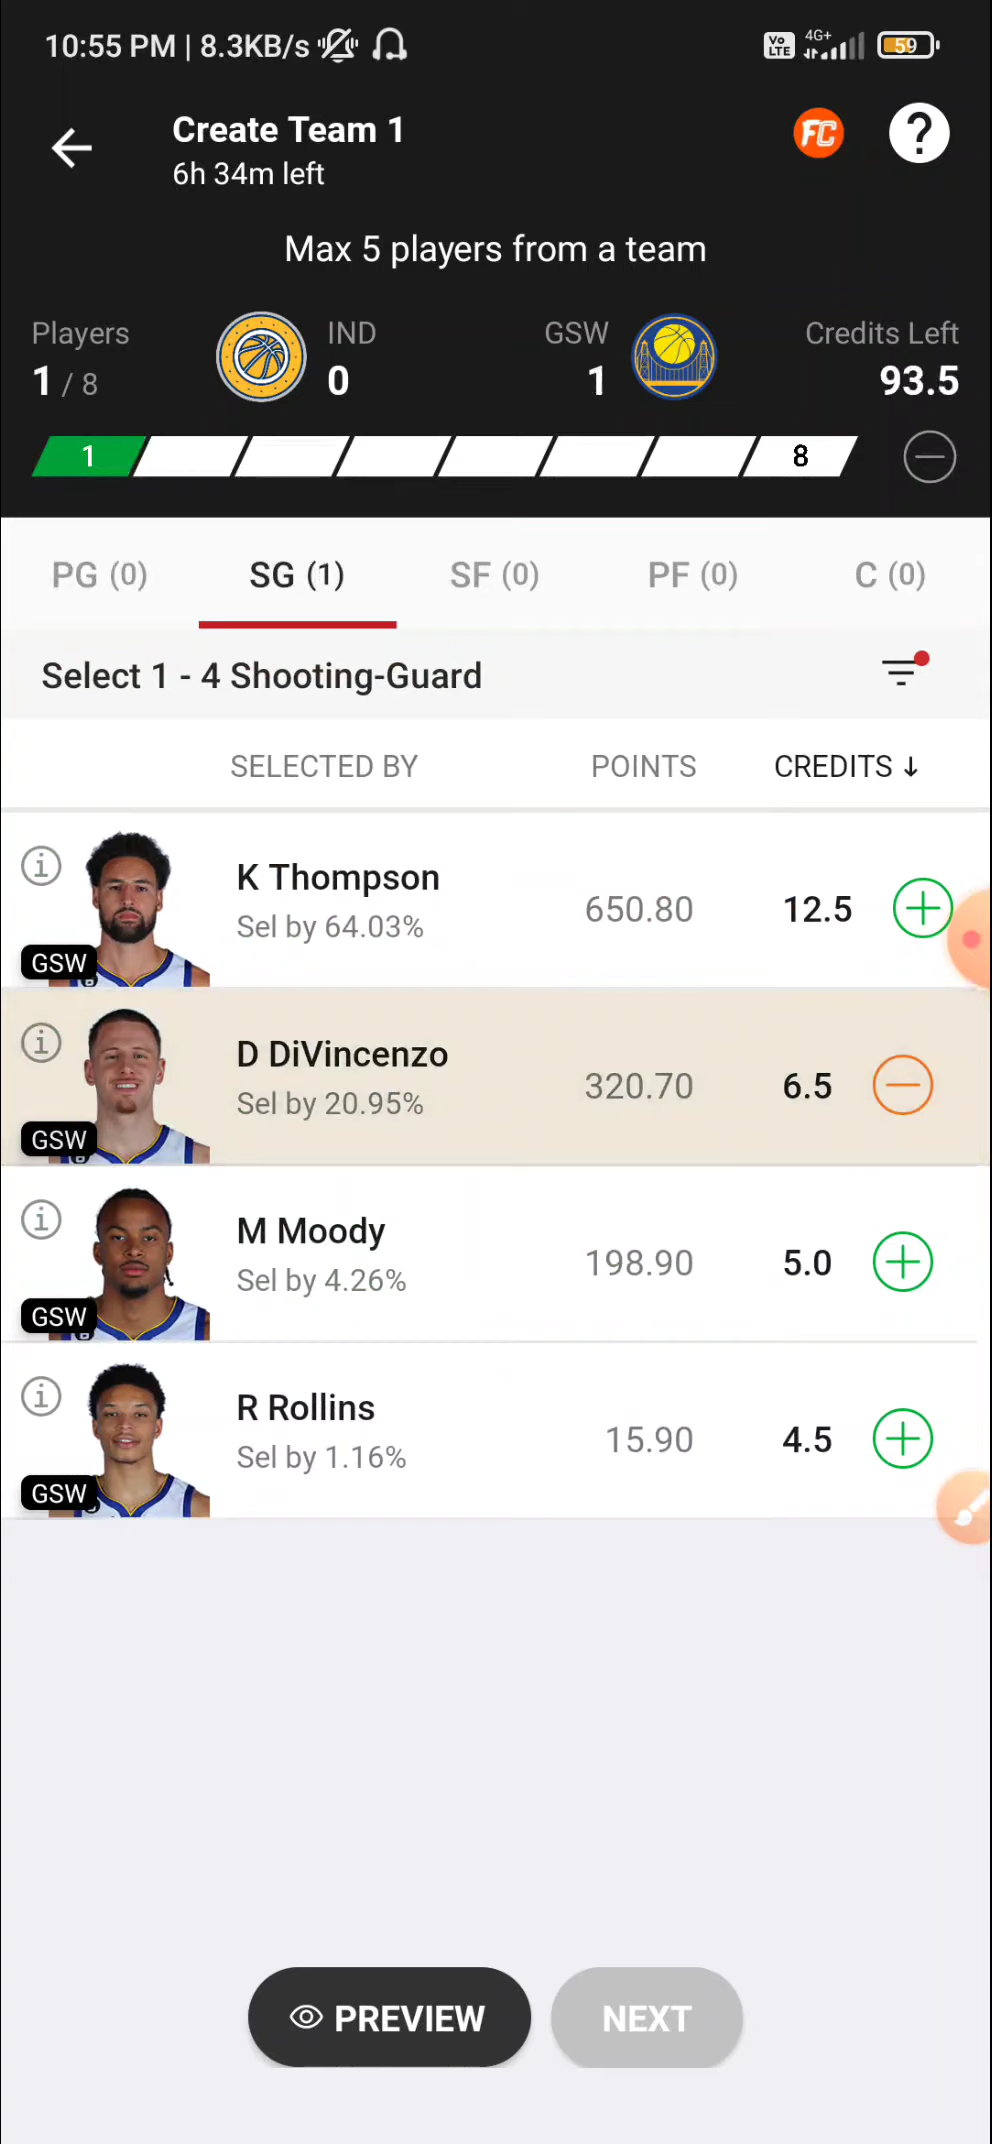 10:55 PM | 8.3KB/s
Vo LTE 4G+ 59
Create Team 1
6h 34m left
FC
?
Max 5 players from a team
Players IND GSW Credits Left
1 / 8 0 1 93.5
1 8
PG (0) SG (1) SF (0) PF (0) C (0)
Select 1 - 4 Shooting-Guard
SELECTED BY POINTS CREDITS ↓
K Thompson
Sel by 64.03% 650.80 12.5
GSW
D DiVincenzo
Sel by 20.95% 320.70 6.5
GSW
M Moody
Sel by 4.26% 198.90 5.0
GSW
R Rollins
Sel by 1.16% 15.90 4.5
GSW
PREVIEW NEXT